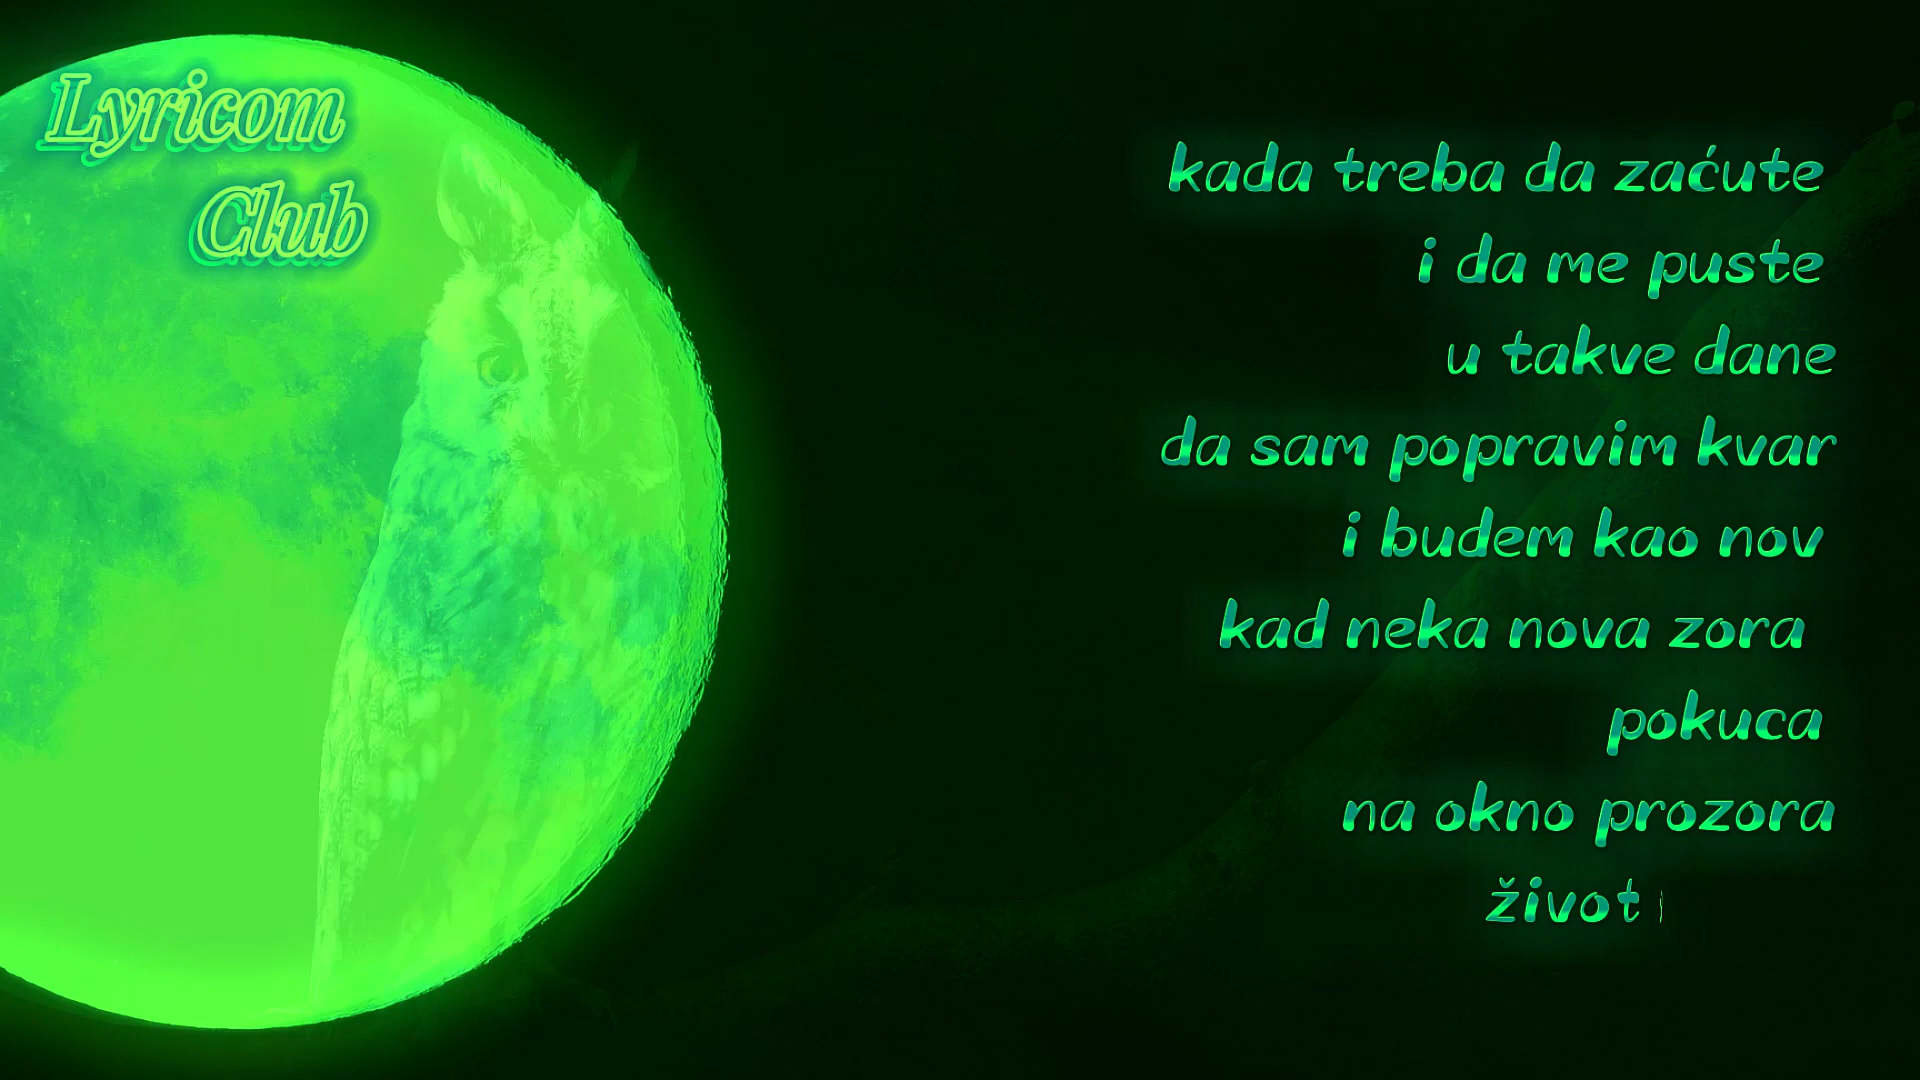 Lyricom
Club
kada treba da zaćute
i da me puste
u takve dane
da sam popravim kvar
i budem kao nov
kad neka nova zora
pokuca
na okno prozora
život